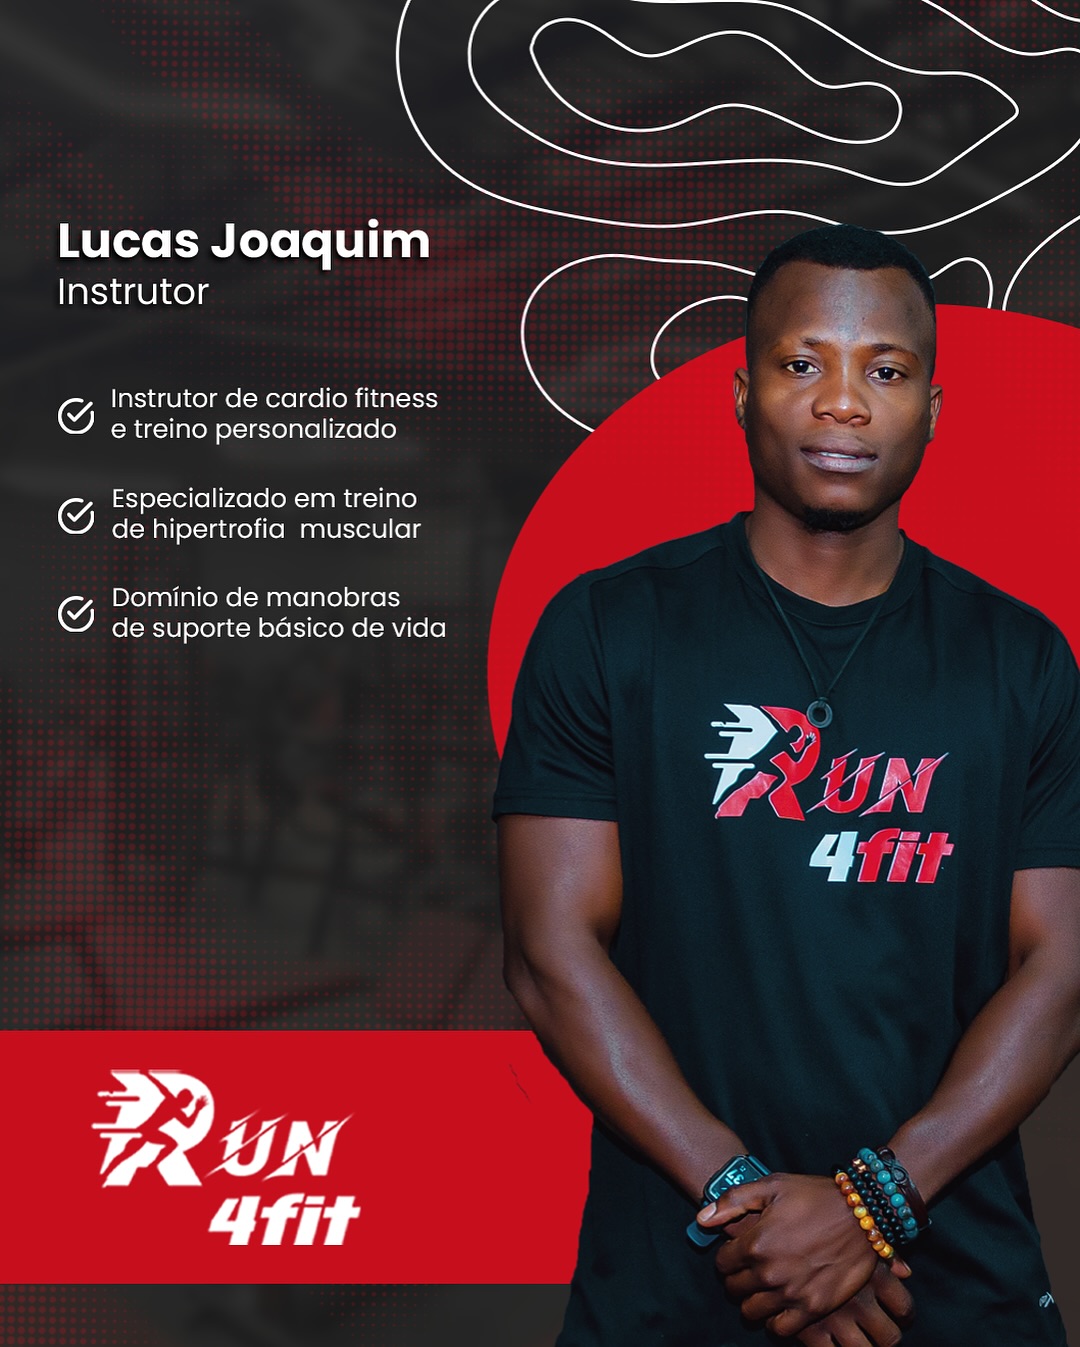 Lucas Joaquim
Instrutor
Instrutor de cardio fitness
e treino personalizado
Especializado em treino
de hipertrofia  muscular
Domínio de manobras
de suporte básico de vida
RUN
4fit
RUN
4fit